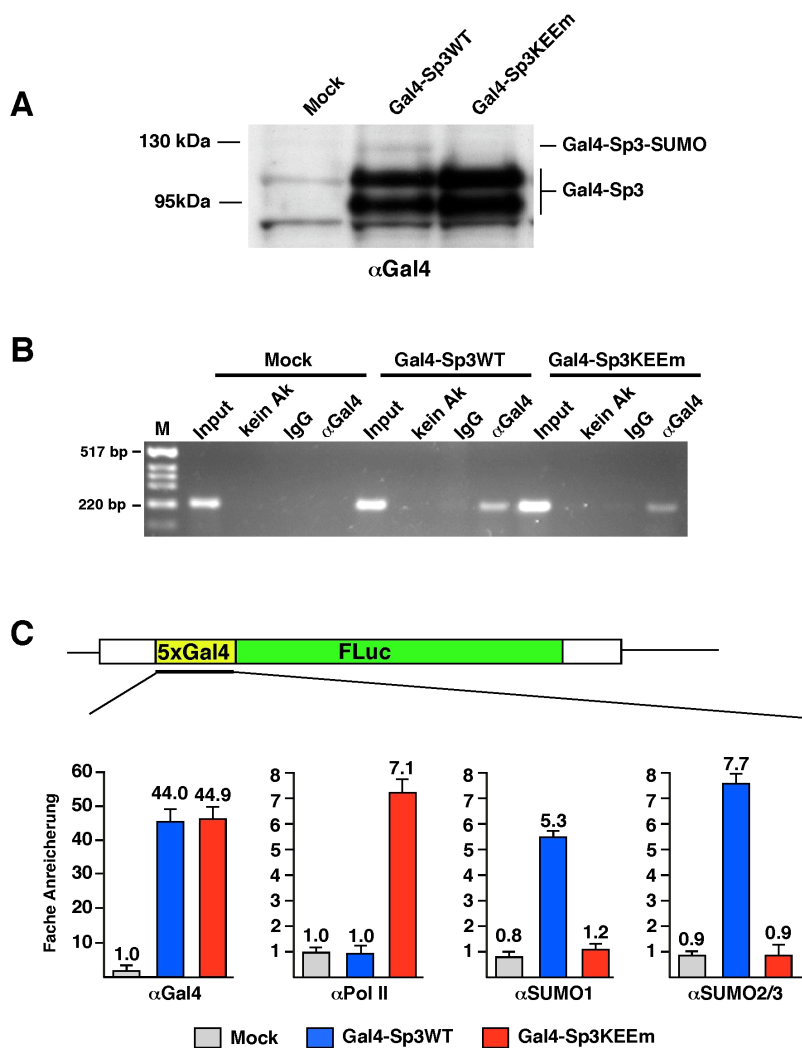 A
Mock
Gal4-Sp3WT
Gal4-Sp3KEEm
130 kDa
95kDa
Gal4-Sp3-SUMO
Gal4-Sp3
αGal4
B
Mock
Gal4-Sp3WT
Gal4-Sp3KEEm
M
Input
kein Ak
IgG
αGal4
Input
kein Ak
IgG
αGal4
Input
kein Ak
IgG
αGal4
517 bp
220 bp
C
5xGal4
FLuc
Fache Anreicherung
60
50
40
30
20
10
1.0
44.0
44.9
αGal4
8
7
6
5
4
3
2
1
1.0
1.0
7.1
αPol II
8
7
6
5
4
3
2
1
0.8
5.3
1.2
αSUMO1
8
7
6
5
4
3
2
1
0.9
7.7
0.9
αSUMO2/3
Mock
Gal4-Sp3WT
Gal4-Sp3KEEm